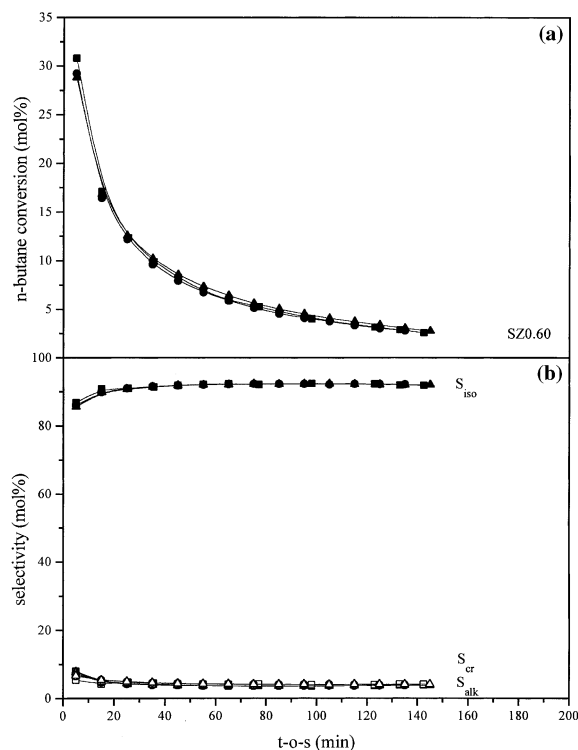 35
(a)
30
25
20
15
10
5
n-butane conversion (mol%)
SZ0.60
100
(b)
S_iso
80
60
40
20
0
selectivity (mol%)
S_cr
S_alk
0 20 40 60 80 100 120 140 160 180 200
t-o-s (min)